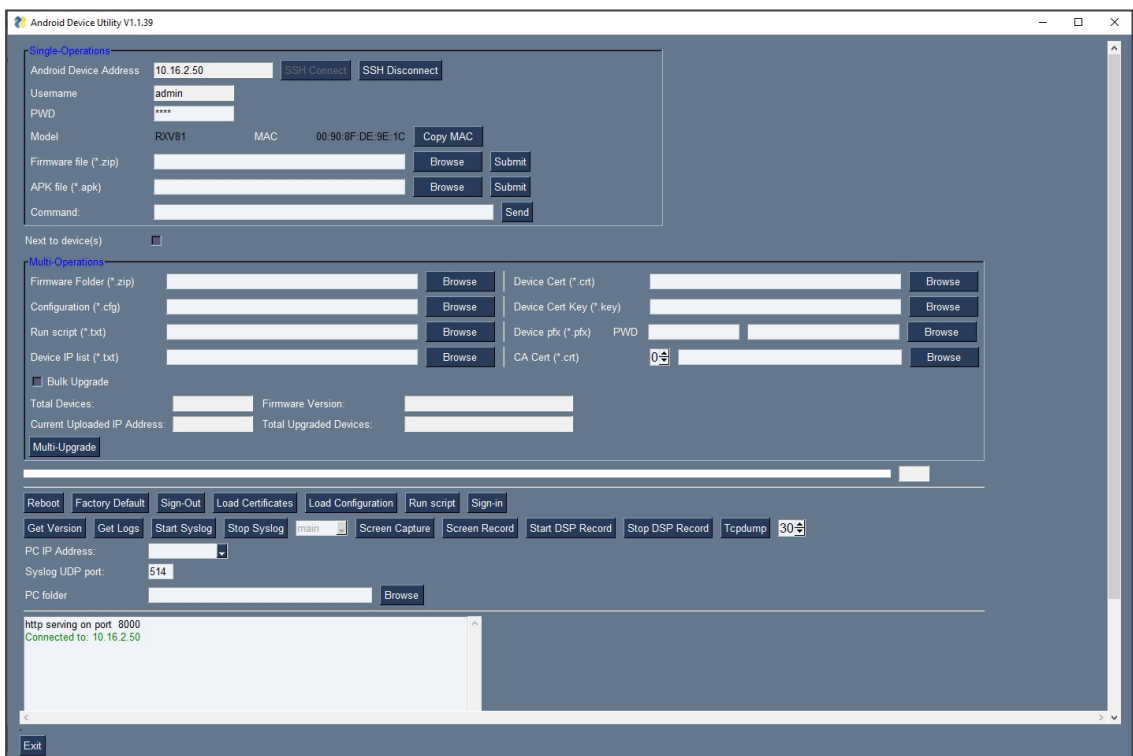 Android Device Utility V1.1.39
Single-Operations
Android Device Address 10.16.2.50 SSH Connect SSH Disconnect
Username admin
PWD ****
Model RXV81 MAC 00:90:8F:DE:9E:1C Copy MAC
Firmware file (*.zip) Browse Submit
APK file (*.apk) Browse Submit
Command: Send
Next to device(s)
Multi-Operations
Firmware Folder (*.zip) Browse Device Cert (*.crt) Browse
Configuration (*.cfg) Browse Device Cert Key (*.key) Browse
Run script (*.txt) Browse Device pfx (*.pfx) PWD Browse
Device IP list (*.txt) Browse CA Cert (*.crt) 0 Browse
Bulk Upgrade
Total Devices: Firmware Version:
Current Uploaded IP Address: Total Upgraded Devices:
Multi-Upgrade
Reboot Factory Default Sign-Out Load Certificates Load Configuration Run script Sign-in
Get Version Get Logs Start Syslog Stop Syslog main Screen Capture Screen Record Start DSP Record Stop DSP Record Tcpdump 30
PC IP Address:
Syslog UDP port: 514
PC folder Browse
http serving on port 8000
Connected to: 10.16.2.50
Exit